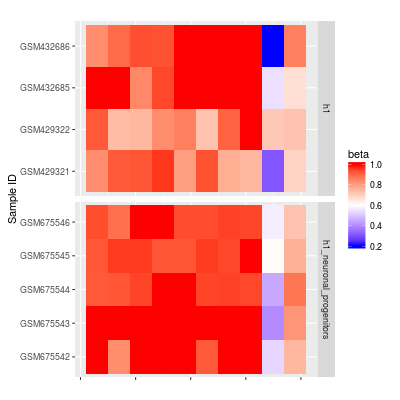 GSM432686
GSM432685
GSM429322
GSM429321
h1
GSM675546
GSM675545
GSM675544
GSM675543
GSM675542
h1_neuronal_progenitors
Sample ID
beta
1.0
0.8
0.6
0.4
0.2